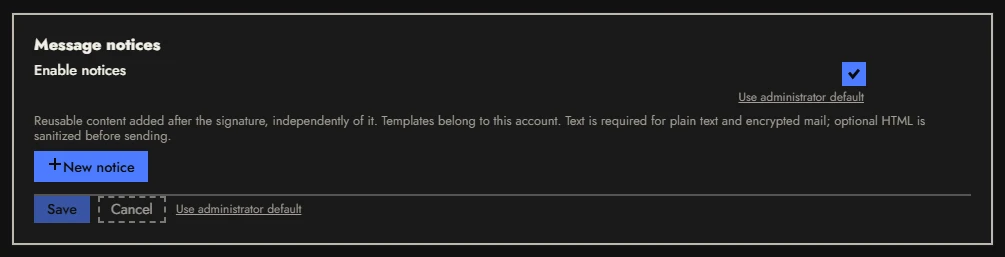 Message notices
Enable notices
Use administrator default
Reusable content added after the signature, independently of it. Templates belong to this account. Text is required for plain text and encrypted mail; optional HTML is
sanitized before sending.
+New notice
Save Cancel Use administrator default